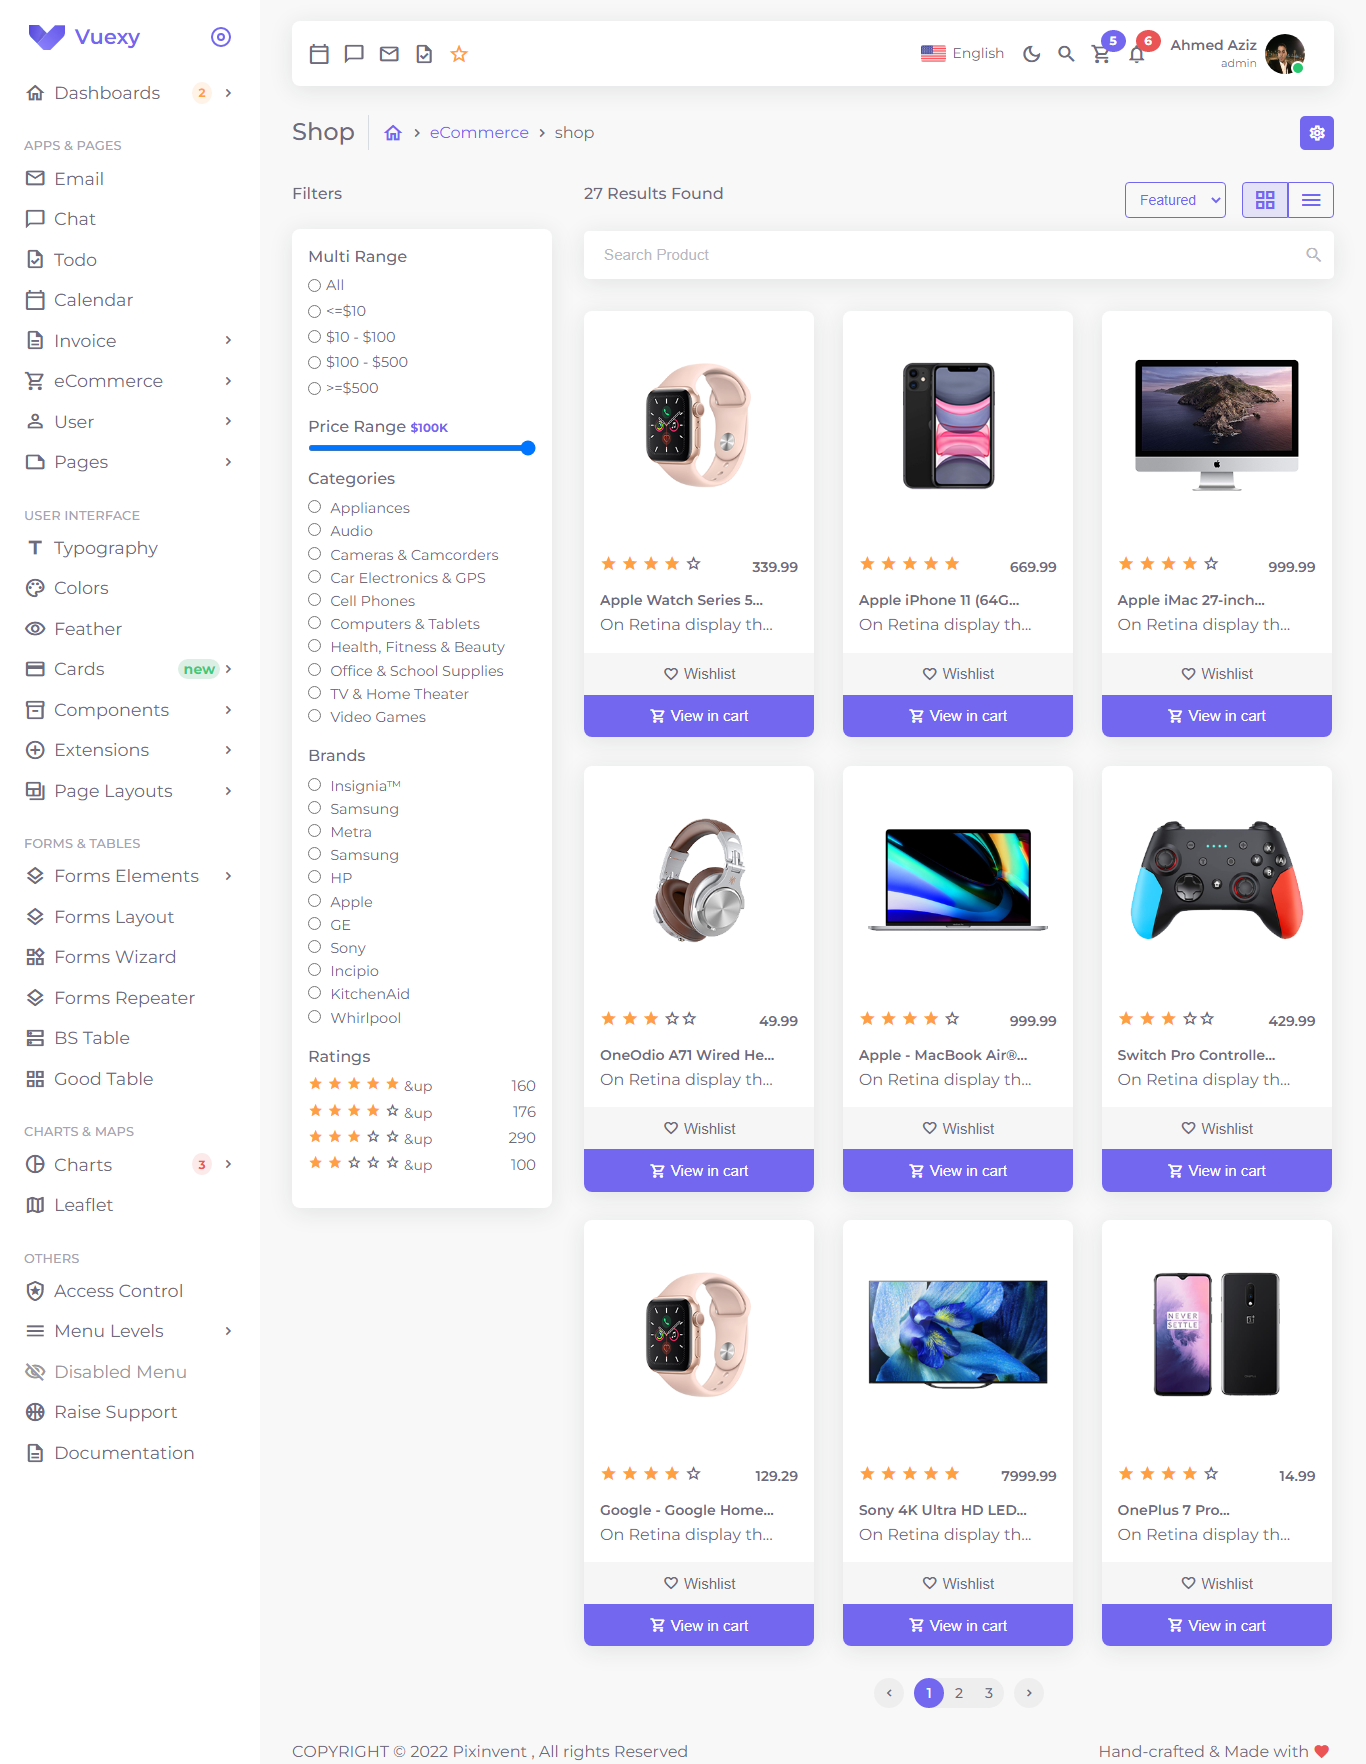 Vuexy
Dashboards 2
APPS & PAGES
Email
Chat
Todo
Calendar
Invoice
eCommerce
User
Pages
USER INTERFACE
Typography
Colors
Feather
Cards new
Components
Extensions
Page Layouts
FORMS & TABLES
Forms Elements
Forms Layout
Forms Wizard
Forms Repeater
BS Table
Good Table
CHARTS & MAPS
Charts 3
Leaflet
OTHERS
Access Control
Menu Levels
Disabled Menu
Raise Support
Documentation
English 5 6 Ahmed Aziz
admin
Shop eCommerce shop
Filters
Multi Range
All
<=$10
$10 - $100
$100 - $500
>=$500
Price Range $100K
Categories
Appliances
Audio
Cameras & Camcorders
Car Electronics & GPS
Cell Phones
Computers & Tablets
Health, Fitness & Beauty
Office & School Supplies
TV & Home Theater
Video Games
Brands
Insignia™
Samsung
Metra
Samsung
HP
Apple
GE
Sony
Incipio
KitchenAid
Whirlpool
Ratings
&up 160
&up 176
&up 290
&up 100
27 Results Found Featured
Search Product
339.99
Apple Watch Series 5...
On Retina display th...
Wishlist
View in cart
669.99
Apple iPhone 11 (64G...
On Retina display th...
Wishlist
View in cart
999.99
Apple iMac 27-inch...
On Retina display th...
Wishlist
View in cart
49.99
OneOdio A71 Wired He...
On Retina display th...
Wishlist
View in cart
999.99
Apple - MacBook Air®...
On Retina display th...
Wishlist
View in cart
429.99
Switch Pro Controlle...
On Retina display th...
Wishlist
View in cart
129.29
Google - Google Home...
On Retina display th...
Wishlist
View in cart
7999.99
Sony 4K Ultra HD LED...
On Retina display th...
Wishlist
View in cart
NEVER
SETTLE
14.99
OnePlus 7 Pro...
On Retina display th...
Wishlist
View in cart
1 2 3
COPYRIGHT © 2022 Pixinvent , All rights Reserved
Hand-crafted & Made with